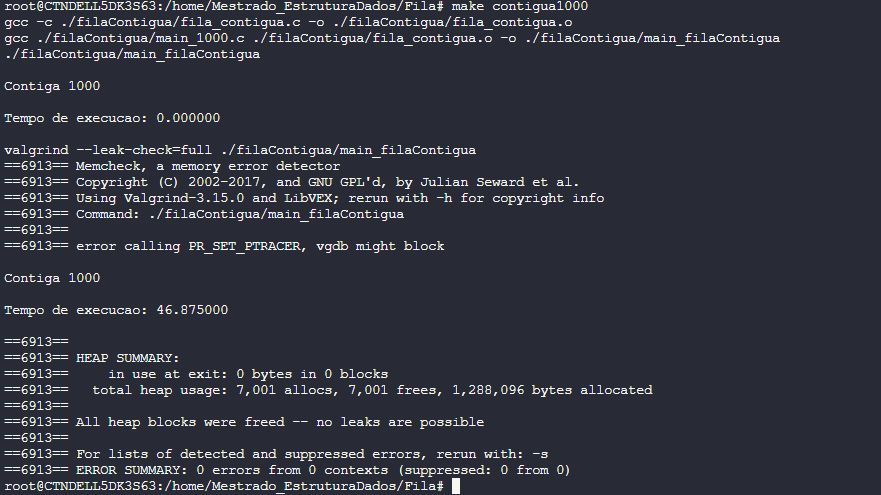 root@CTNDELL5DK3S63:/home/Mestrado_EstruturaDados/Fila# make contigua1000
gcc -c ./filaContigua/fila_contigua.c -o ./filaContigua/fila_contigua.o
gcc ./filaContigua/main_1000.c ./filaContigua/fila_contigua.o -o ./filaContigua/main_filaContigua
./filaContigua/main_filaContigua
Contiga 1000
Tempo de execucao: 0.000000
valgrind --leak-check=full ./filaContigua/main_filaContigua
==6913== Memcheck, a memory error detector
==6913== Copyright (C) 2002-2017, and GNU GPL'd, by Julian Seward et al.
==6913== Using Valgrind-3.15.0 and LibVEX; rerun with -h for copyright info
==6913== Command: ./filaContigua/main_filaContigua
==6913==
==6913== error calling PR_SET_PTRACER, vgdb might block
Contiga 1000
Tempo de execucao: 46.875000
==6913==
==6913== HEAP SUMMARY:
==6913==     in use at exit: 0 bytes in 0 blocks
==6913==   total heap usage: 7,001 allocs, 7,001 frees, 1,288,096 bytes allocated
==6913==
==6913== All heap blocks were freed -- no leaks are possible
==6913==
==6913== For lists of detected and suppressed errors, rerun with: -s
==6913== ERROR SUMMARY: 0 errors from 0 contexts (suppressed: 0 from 0)
root@CTNDELL5DK3S63:/home/Mestrado_EstruturaDados/Fila#